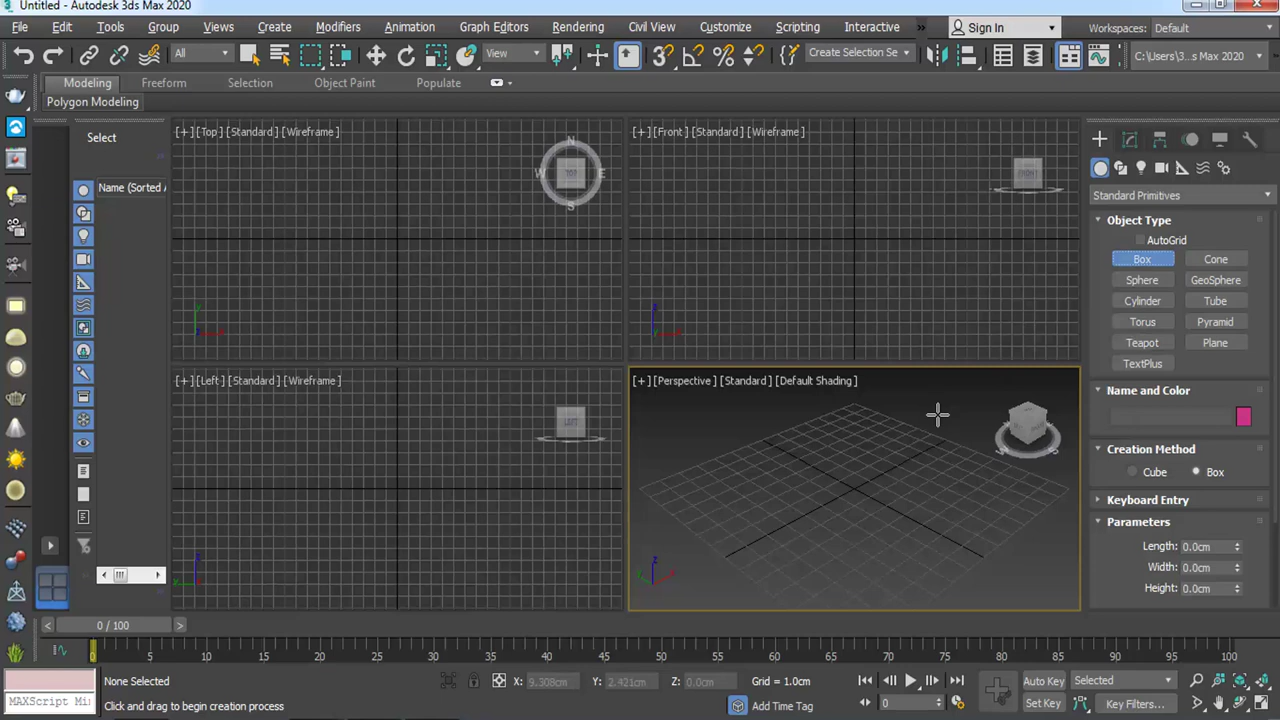 Untitled - Autodesk 3ds Max 2020
File Edit Tools Group Views Create Modifiers Animation Graph Editors Rendering Civil View Customize Scripting Interactive » Sign In Workspaces: Default
All View Create Selection Se C:\Users\3...s Max 2020
Modeling Freeform Selection Object Paint Populate
Polygon Modeling
Select
Name (Sorted A
[+] [Top] [Standard] [Wireframe]
N
W TOP E
S
[+] [Front] [Standard] [Wireframe]
FRONT
[+] [Left] [Standard] [Wireframe]
LEFT
[+] [Perspective] [Standard] [Default Shading]
Standard Primitives
Object Type
AutoGrid
Box Cone
Sphere GeoSphere
Cylinder Tube
Torus Pyramid
Teapot Plane
TextPlus
Name and Color
Creation Method
Cube Box
Keyboard Entry
Parameters
Length: 0.0cm
Width: 0.0cm
Height: 0.0cm
< 0 / 100 >
0 5 10 15 20 25 30 35 40 45 50 55 60 65 70 75 80 85 90 95 100
None Selected X: 9.308cm Y: 2.421cm Z: 0.0cm Grid = 1.0cm Auto Key Selected
MAXScript Mi Click and drag to begin creation process Add Time Tag 0 Set Key Key Filters...